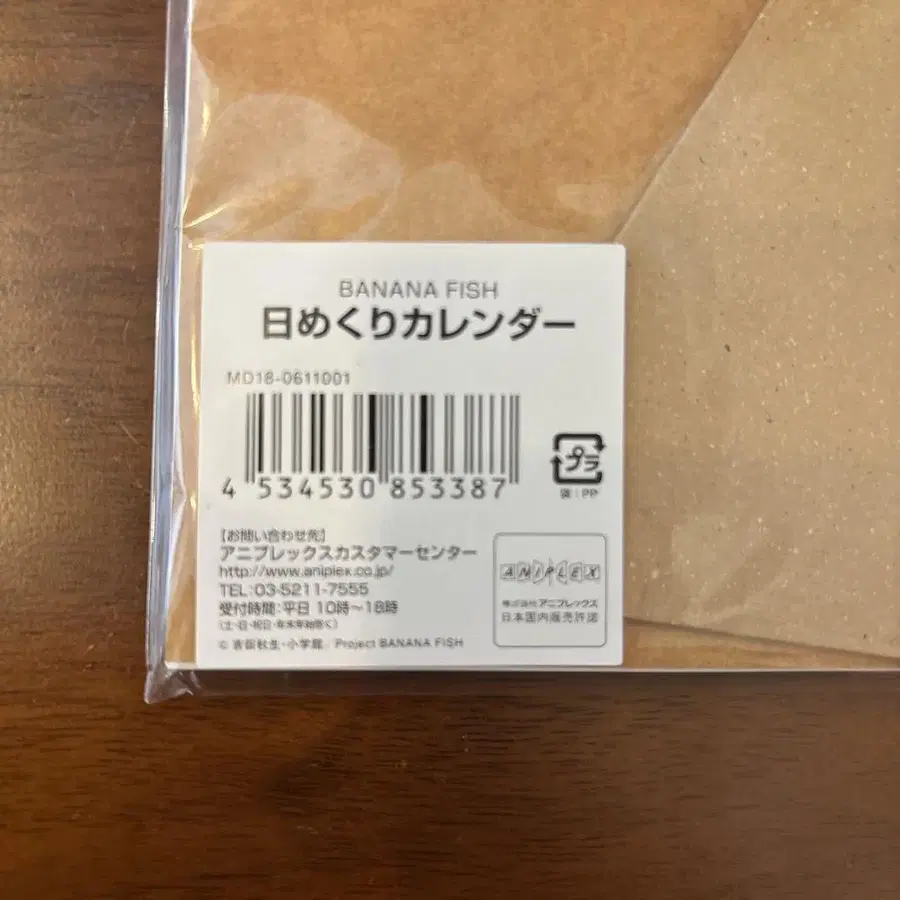 BANANA FISH
日めくりカレンダー
MD18-0611001
4 534530 853387
プラ
袋:PP
【お問い合わせ先】
アニプレックスカスタマーセンター
http://www.aniplex.co.jp/
TEL:03-5211-7555
受付時間:平日 10時~18時
(土・日・祝日・年末年始除く)
© 吉田秋生・小学館/Project BANANA FISH
ANIPLEX
株式会社アニプレックス
日本国内販売許諾